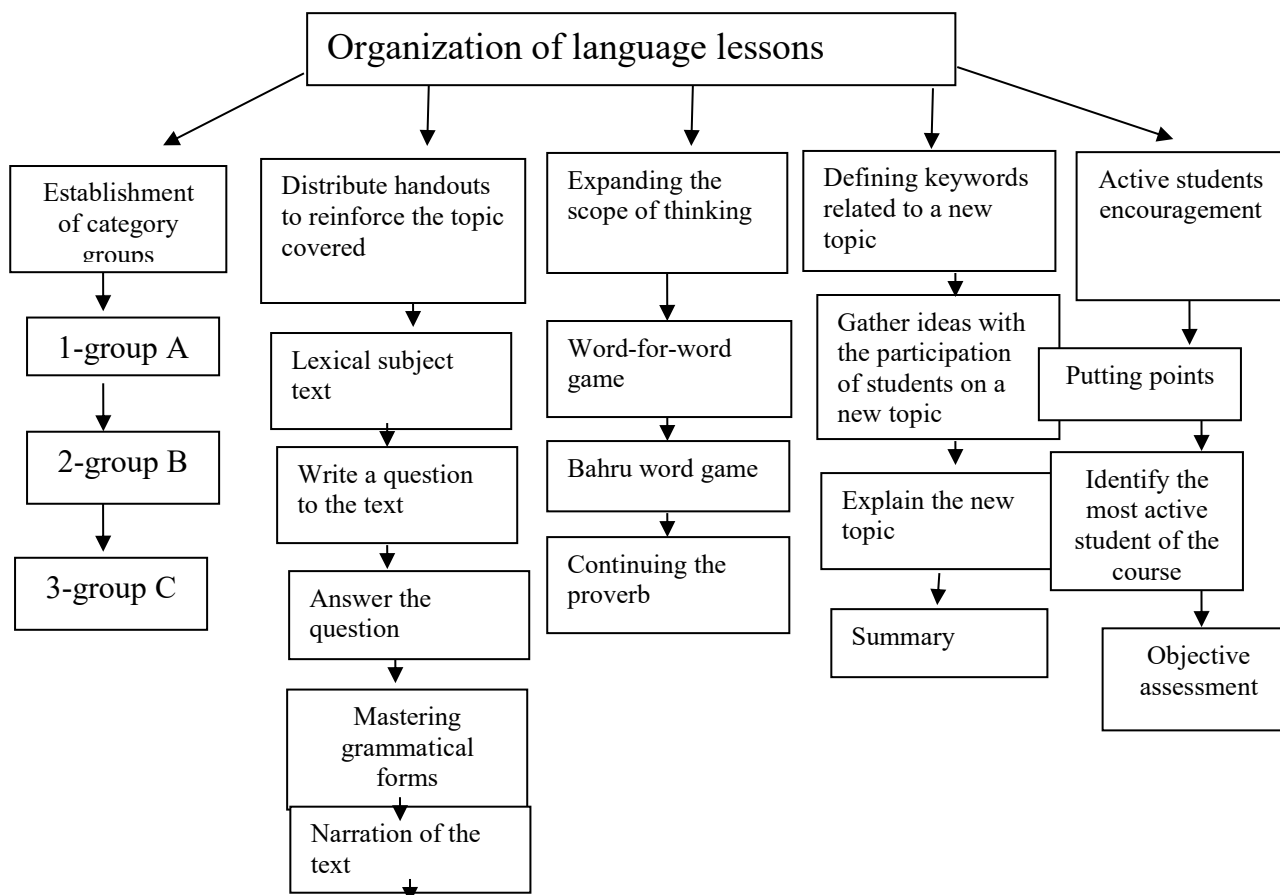 Organization of language lessons
Establishment
of category
groups
1-group A
2-group B
3-group C
Distribute handouts
to reinforce the topic
covered
Lexical subject
text
Write a question
to the text
Answer the
question
Mastering
grammatical
forms
Narration of the
text
Expanding the
scope of thinking
Word-for-word
game
Bahru word game
Continuing the
proverb
Defining keywords
related to a new
topic
Gather ideas with
the participation
of students on a
new topic
Explain the new
topic
Summary
Active students
encouragement
Putting points
Identify the
most active
student of the
course
Objective
assessment